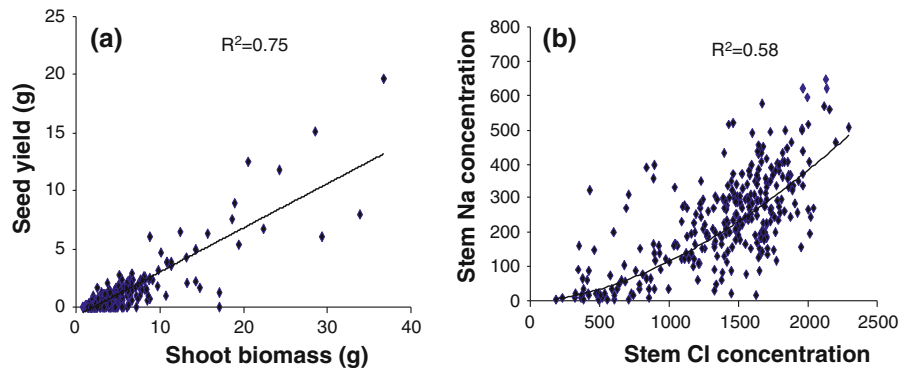 (a)
R²=0.75
Seed yield (g)
25
20
15
10
5
0
0 10 20 30 40
Shoot biomass (g)
(b)
R²=0.58
Stem Na concentration
800
700
600
500
400
300
200
100
0
0 500 1000 1500 2000 2500
Stem Cl concentration